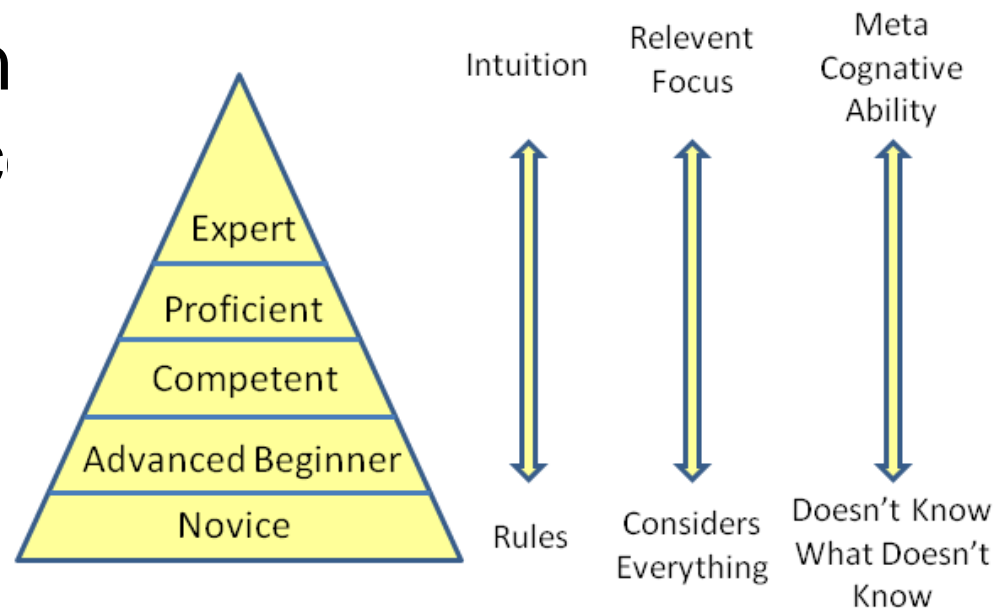 Expert
Proficient
Competent
Advanced Beginner
Novice
Intuition
Rules
Relevent
Focus
Considers
Everything
Meta
Cognative
Ability
Doesn't Know
What Doesn't
Know